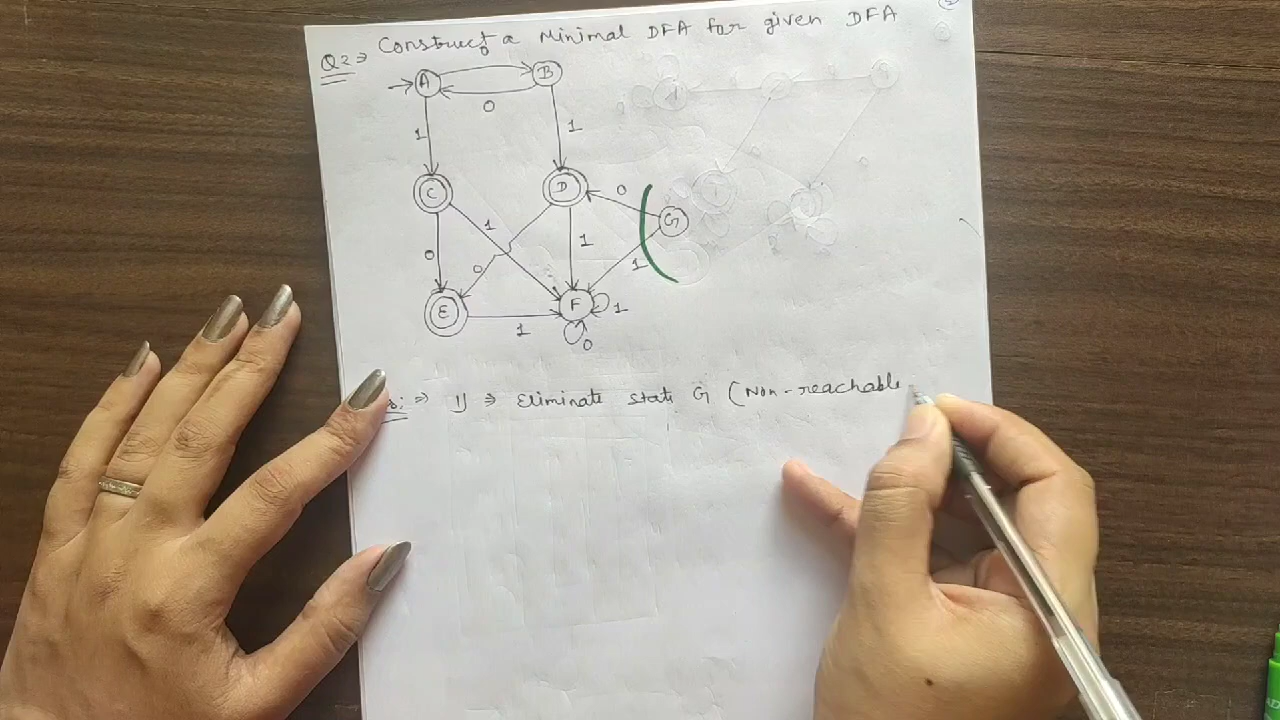 Q2⇒ Construct a Minimal DFA for given DFA
A B
0
1 1
C D 0 G
1 1
0 0 1
E F 1
1 0
⇒ 1) ⇒ Eliminate state G (Non-reachable